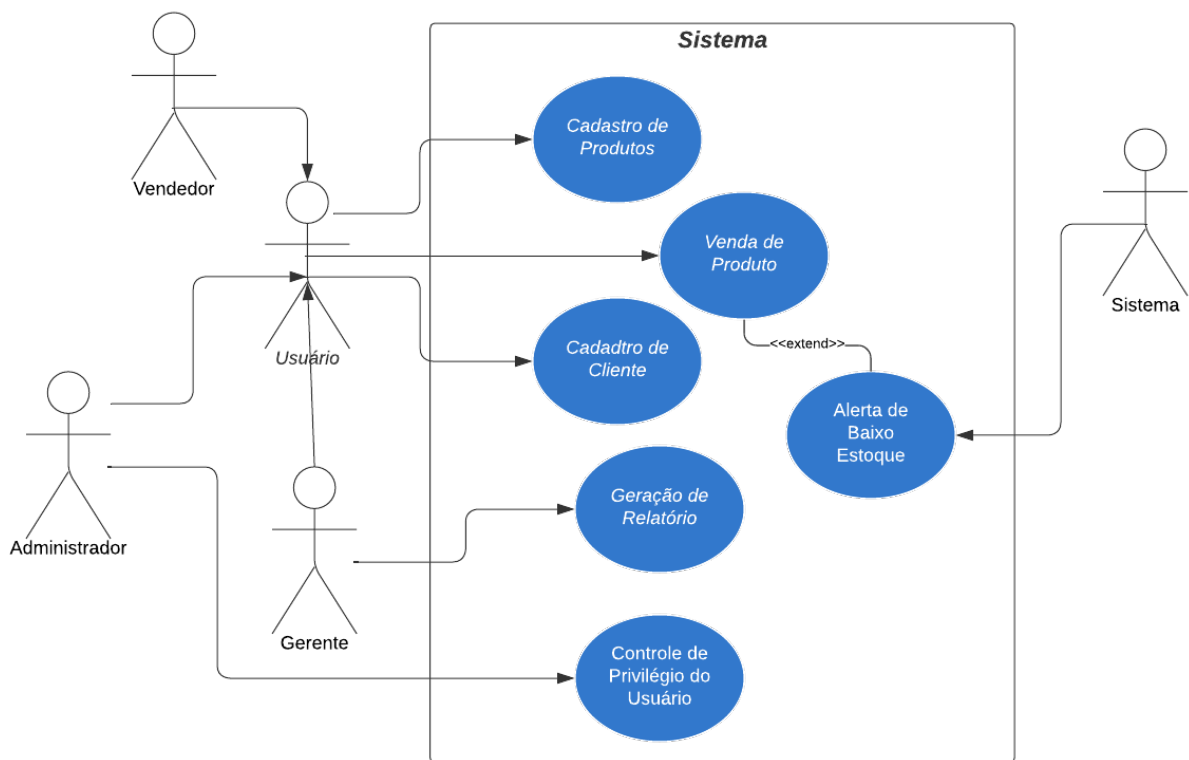 Sistema
Vendedor
Cadastro de
Produtos
Venda de
Produto
Sistema
Usuário
Cadadtro de
Cliente
<<extend>>
Alerta de
Baixo
Estoque
Administrador
Geração de
Relatório
Gerente
Controle de
Privilégio do
Usuário